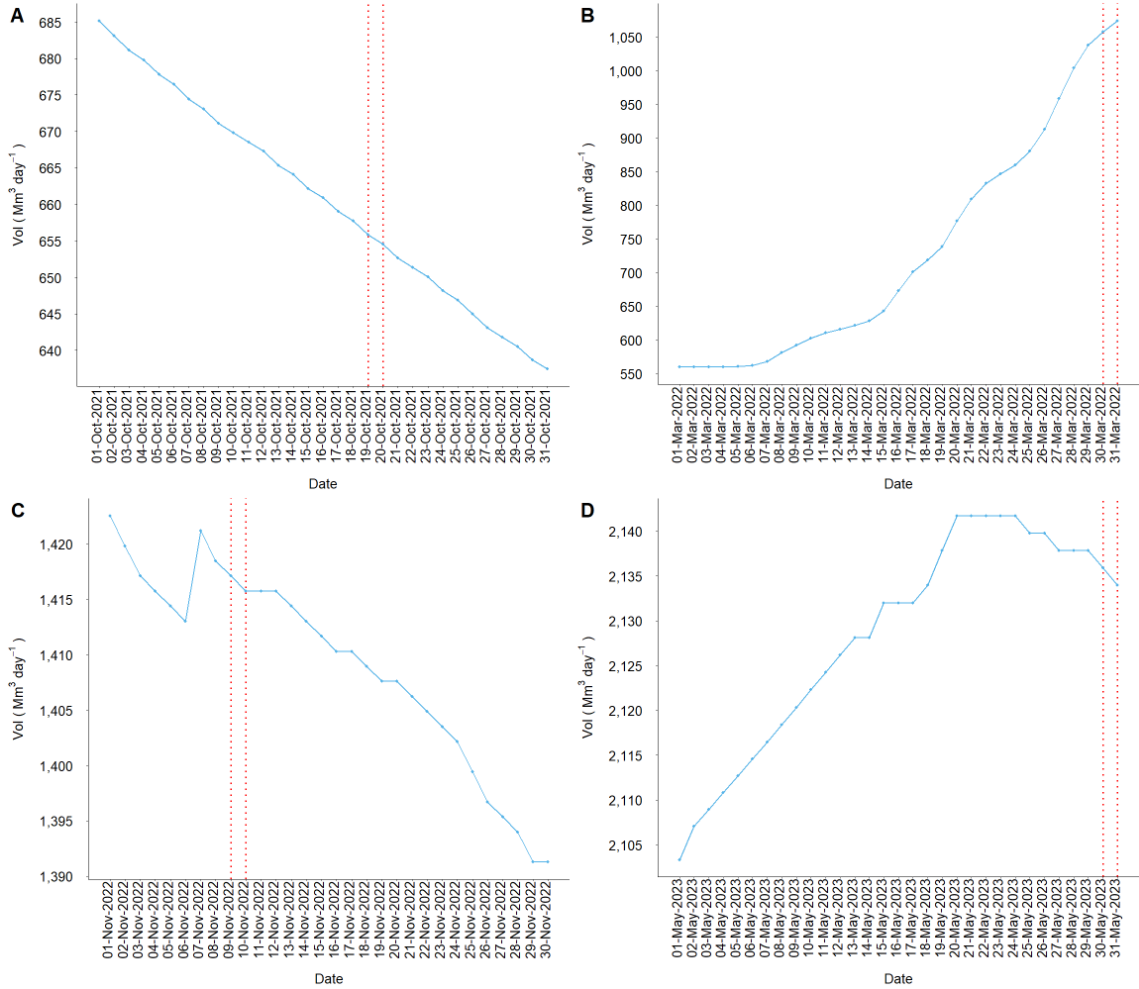 A
Vol ( Mm³ day⁻¹ )
685
680
675
670
665
660
655
650
645
640
01-Oct-2021
02-Oct-2021
03-Oct-2021
04-Oct-2021
05-Oct-2021
06-Oct-2021
07-Oct-2021
08-Oct-2021
09-Oct-2021
10-Oct-2021
11-Oct-2021
12-Oct-2021
13-Oct-2021
14-Oct-2021
15-Oct-2021
16-Oct-2021
17-Oct-2021
18-Oct-2021
19-Oct-2021
20-Oct-2021
21-Oct-2021
22-Oct-2021
23-Oct-2021
24-Oct-2021
25-Oct-2021
26-Oct-2021
27-Oct-2021
28-Oct-2021
29-Oct-2021
30-Oct-2021
31-Oct-2021
Date
B
Vol ( Mm³ day⁻¹ )
1,050
1,000
950
900
850
800
750
700
650
600
550
01-Mar-2022
02-Mar-2022
03-Mar-2022
04-Mar-2022
05-Mar-2022
06-Mar-2022
07-Mar-2022
08-Mar-2022
09-Mar-2022
10-Mar-2022
11-Mar-2022
12-Mar-2022
13-Mar-2022
14-Mar-2022
15-Mar-2022
16-Mar-2022
17-Mar-2022
18-Mar-2022
19-Mar-2022
20-Mar-2022
21-Mar-2022
22-Mar-2022
23-Mar-2022
24-Mar-2022
25-Mar-2022
26-Mar-2022
27-Mar-2022
28-Mar-2022
29-Mar-2022
30-Mar-2022
31-Mar-2022
Date
C
Vol ( Mm³ day⁻¹ )
1,420
1,415
1,410
1,405
1,400
1,395
1,390
01-Nov-2022
02-Nov-2022
03-Nov-2022
04-Nov-2022
05-Nov-2022
06-Nov-2022
07-Nov-2022
08-Nov-2022
09-Nov-2022
10-Nov-2022
11-Nov-2022
12-Nov-2022
13-Nov-2022
14-Nov-2022
15-Nov-2022
16-Nov-2022
17-Nov-2022
18-Nov-2022
19-Nov-2022
20-Nov-2022
21-Nov-2022
22-Nov-2022
23-Nov-2022
24-Nov-2022
25-Nov-2022
26-Nov-2022
27-Nov-2022
28-Nov-2022
29-Nov-2022
30-Nov-2022
Date
D
Vol ( Mm³ day⁻¹ )
2,140
2,135
2,130
2,125
2,120
2,115
2,110
2,105
01-May-2023
02-May-2023
03-May-2023
04-May-2023
05-May-2023
06-May-2023
07-May-2023
08-May-2023
09-May-2023
10-May-2023
11-May-2023
12-May-2023
13-May-2023
14-May-2023
15-May-2023
16-May-2023
17-May-2023
18-May-2023
19-May-2023
20-May-2023
21-May-2023
22-May-2023
23-May-2023
24-May-2023
25-May-2023
26-May-2023
27-May-2023
28-May-2023
29-May-2023
30-May-2023
31-May-2023
Date